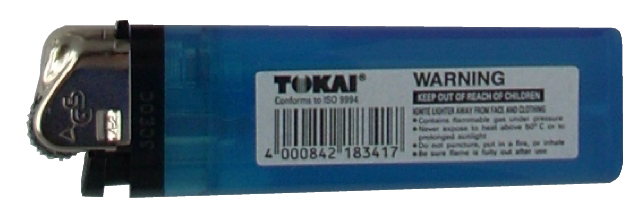 TOKAI®
Conforms to ISO 9994
4 000842 183417
WARNING
KEEP OUT OF REACH OF CHILDREN
IGNITE LIGHTER AWAY FROM FACE AND CLOTHING
• Contains flammable gas under pressure
• Never expose to heat above 50° C or to
prolonged sunlight
• Do not puncture, put in a fire, or inhale
• Be sure flame is fully out after use